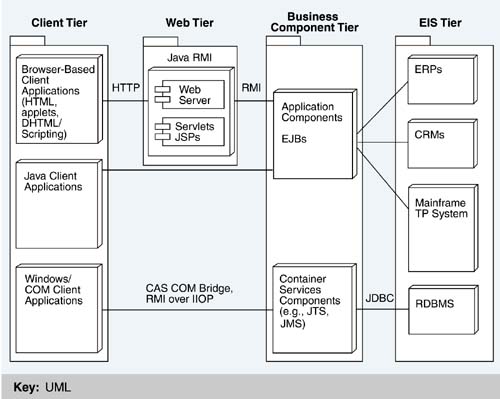 Client Tier
Web Tier
Business
Component Tier
EIS Tier
Browser-Based
Client
Applications
(HTML,
applets,
DHTML/
Scripting)
HTTP
Java RMI
Web
Server
Servlets
JSPs
RMI
Application
Components
EJBs
ERPs
CRMs
Mainframe
TP System
Java Client
Applications
Windows/
COM Client
Applications
CAS COM Bridge,
RMI over IIOP
Container
Services
Components
(e.g., JTS,
JMS)
JDBC
RDBMS
Key: UML